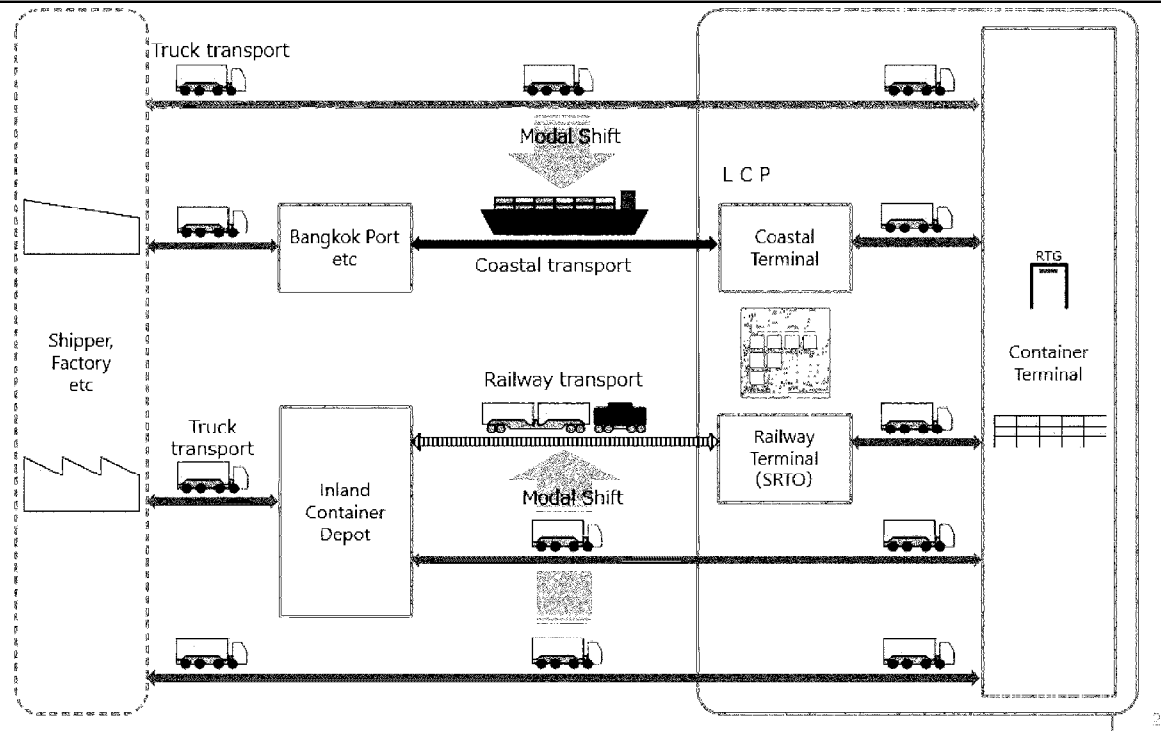 Truck transport
Modal Shift
L C P
Bangkok Port
etc
Coastal transport
Coastal
Terminal
RTG
Shipper,
Factory
etc
Container
Terminal
Railway transport
Truck
transport
Railway
Terminal
(SRTO)
Inland
Container
Depot
Modal Shift
2